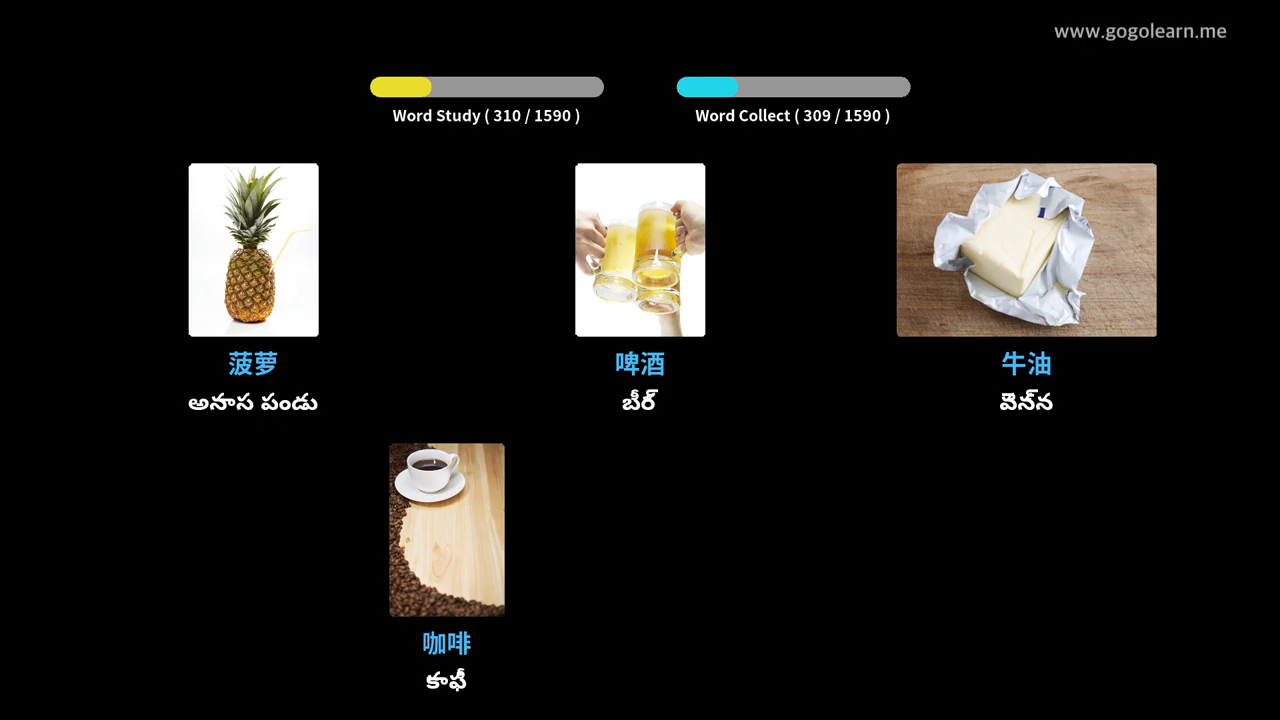 www.gogolearn.me
Word Study ( 310 / 1590 )
Word Collect ( 309 / 1590 )
菠萝
అనాస పండు
啤酒
బీర్
牛油
వెన్న
咖啡
కాఫీ